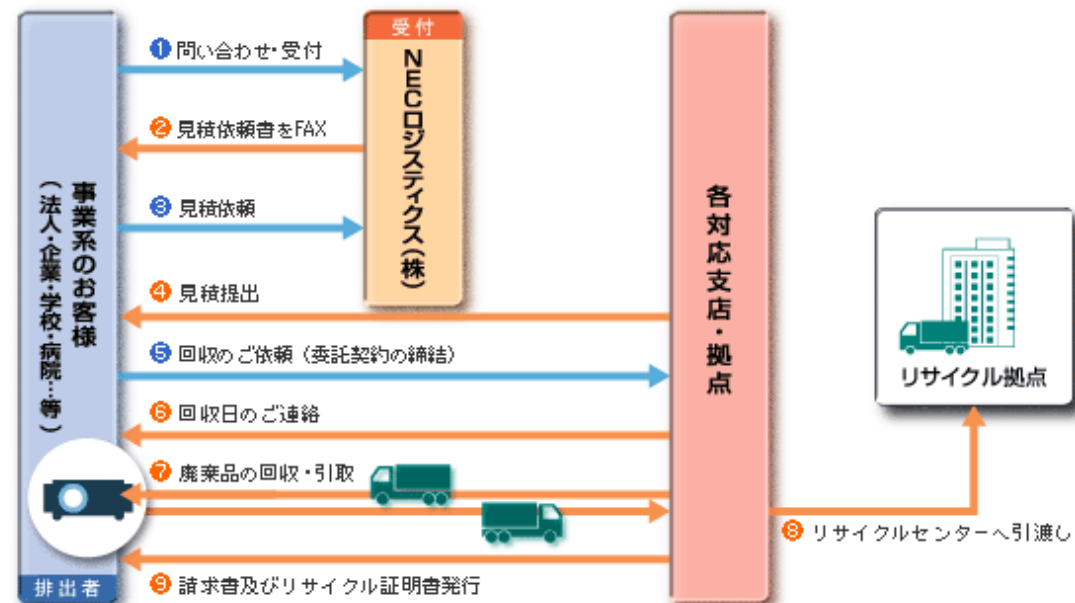 事業系のお客様
（法人・企業・学校・病院…等）
排出者
受付
NECロジスティクス（株）
各対応支店・拠点
❶ 問い合わせ・受付
❷ 見積依頼書をFAX
❸ 見積依頼
❹ 見積提出
❺ 回収のご依頼（委託契約の締結）
❻ 回収日のご連絡
❼ 廃棄品の回収・引取
❽ リサイクルセンターへ引渡し
❾ 請求書及びリサイクル証明書発行
リサイクル拠点